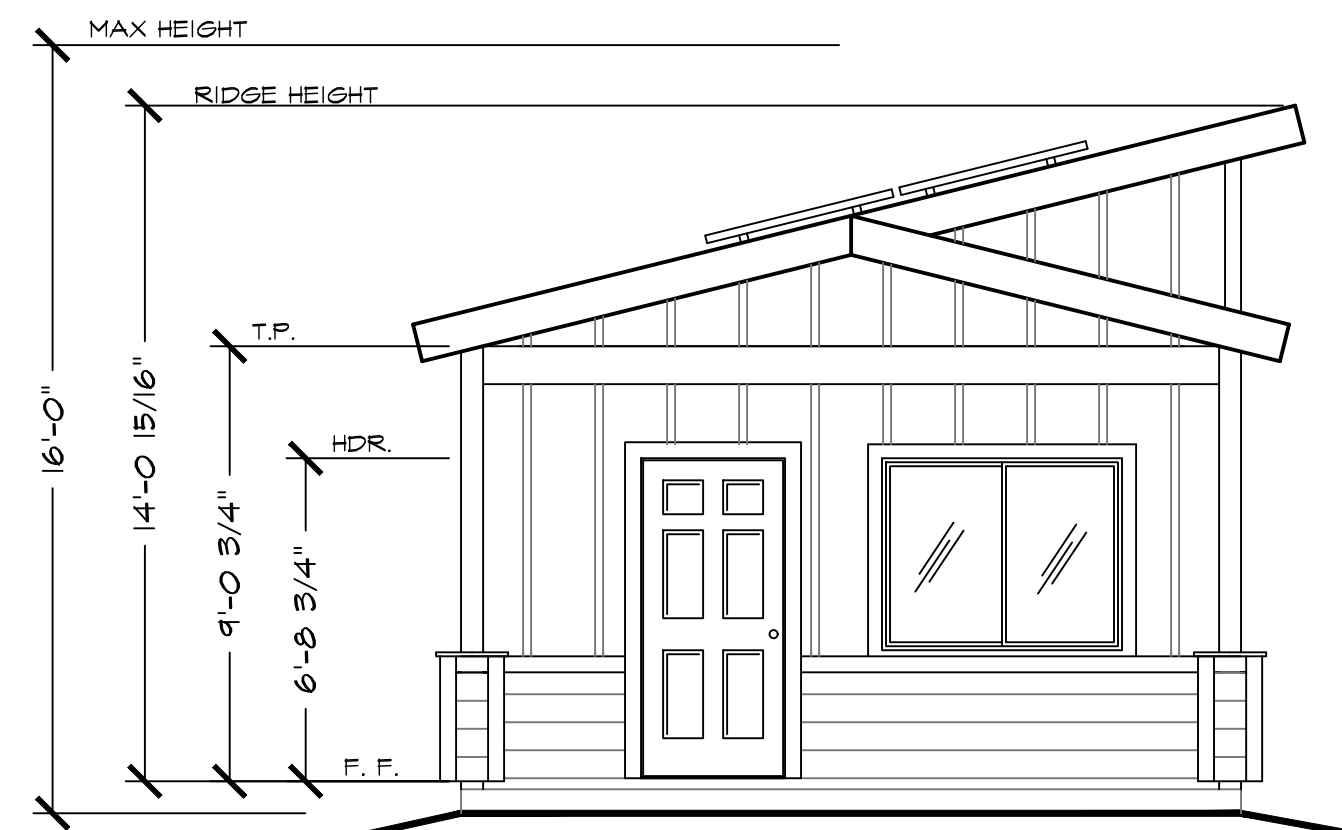 MAX HEIGHT
RIDGE HEIGHT
T.P.
HDR.
F. F.
16'-0"
14'-0 15/16"
9'-0 3/4"
6'-8 3/4"